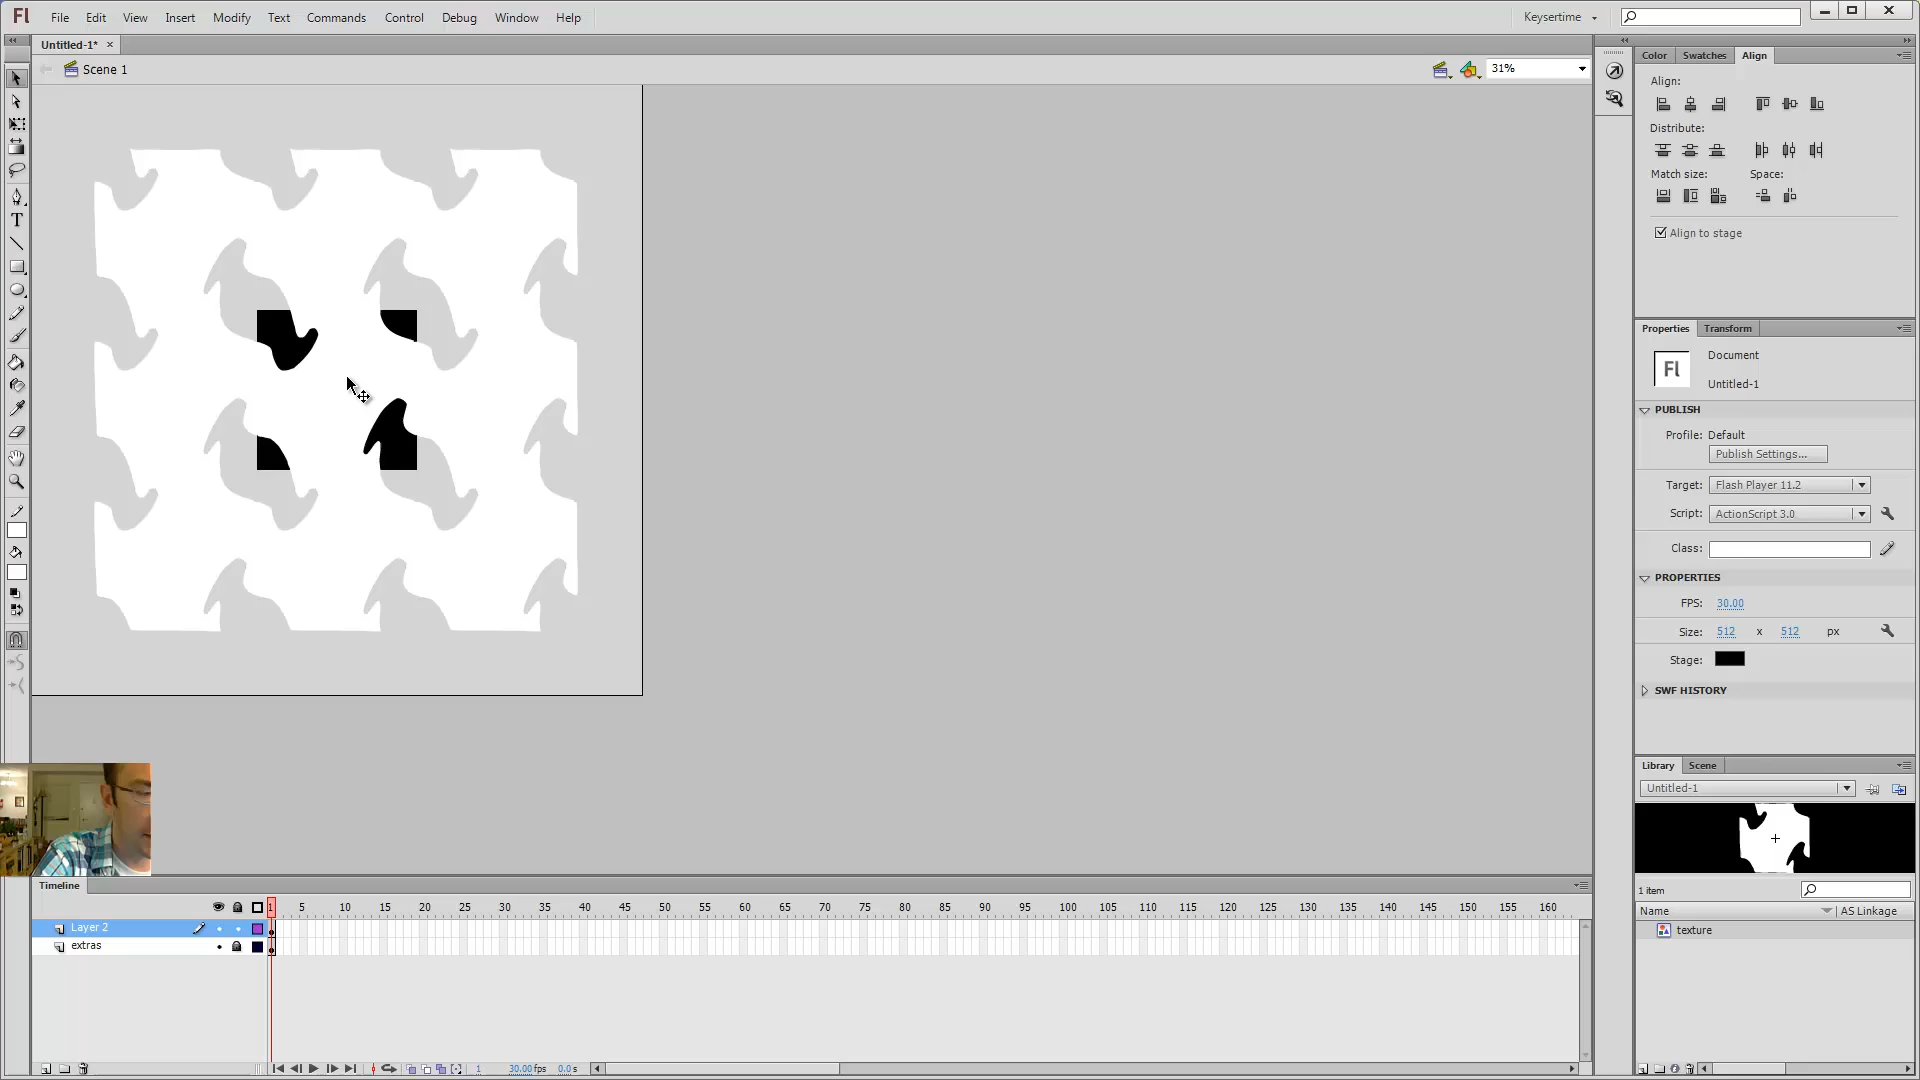 Fl File Edit View Insert Text Modify Commands Control Debug Window Help Keysertime
Untitled-1*
Scene 1
31%
Color Swatches Align
Align:
Distribute:
Match size: Space:
Align to stage
Properties Transform
Fl
Document
Untitled-1
PUBLISH
Profile: Default
Publish Settings...
Target: Flash Player 11.2
Script: ActionScript 3.0
Class:
PROPERTIES
FPS: 30.00
Size: 512 x 512 px
Stage:
SWF HISTORY
Library Scene
Untitled-1
1 item
Name AS Linkage
texture
Timeline
1 5 10 15 20 25 30 35 40 45 50 55 60 65 70 75 80 85 90 95 100 105 110 115 120 125 130 135 140 145 150 155 160
Layer 2
extras
1 30.00 fps 0.0 s